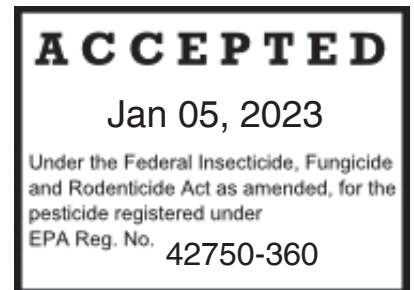 ACCEPTED
Jan 05, 2023
Under the Federal Insecticide, Fungicide
and Rodenticide Act as amended, for the
pesticide registered under
EPA Reg. No. 42750-360